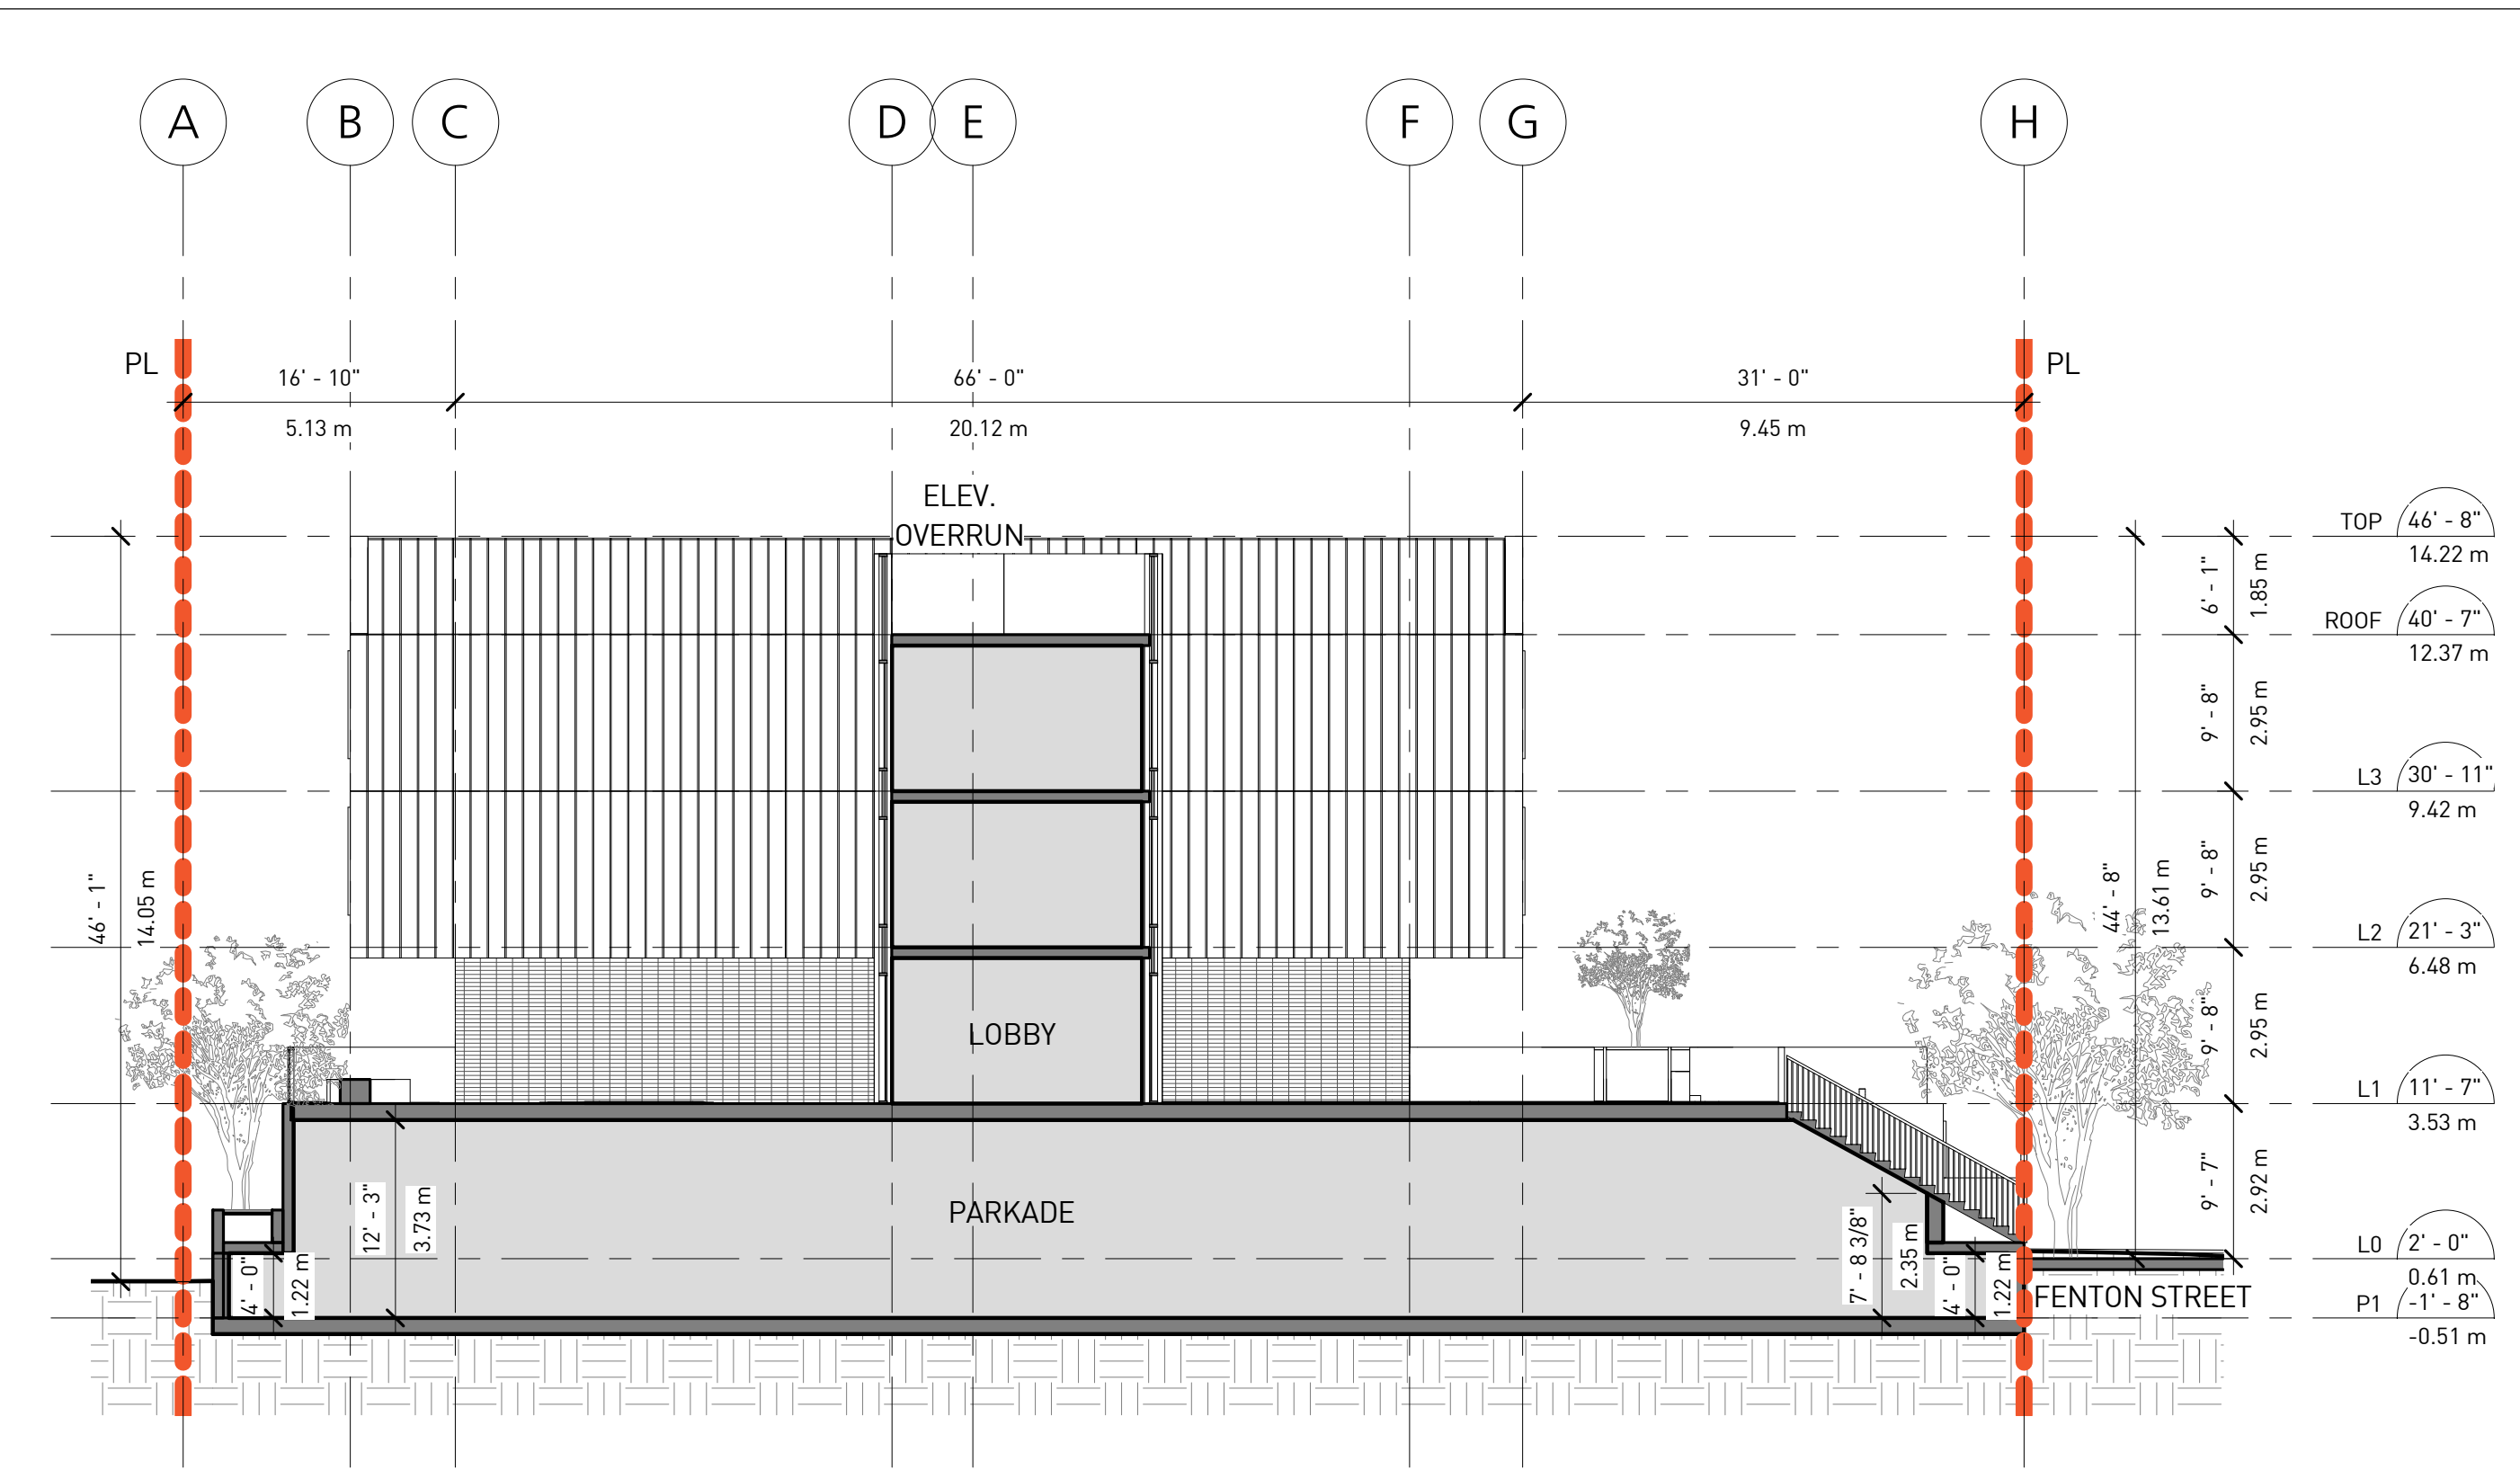 A
B
C
D
E
F
G
H
PL
PL
16' - 10"
66' - 0"
31' - 0"
5.13 m
20.12 m
9.45 m
ELEV.
OVERRUN
TOP
46' - 8"
14.22 m
6' - 1"
1.85 m
ROOF
40' - 7"
12.37 m
9' - 8"
2.95 m
L3
30' - 11"
9.42 m
46' - 1"
14.05 m
44' - 8"
13.61 m
9' - 8"
2.95 m
L2
21' - 3"
6.48 m
LOBBY
9' - 8"
2.95 m
L1
11' - 7"
3.53 m
12' - 3"
3.73 m
PARKADE
7' - 8 3/8"
2.35 m
9' - 7"
2.92 m
L0
2' - 0"
0.61 m
4' - 0"
1.22 m
4' - 0"
1.22 m
FENTON STREET
P1
-1' - 8"
-0.51 m